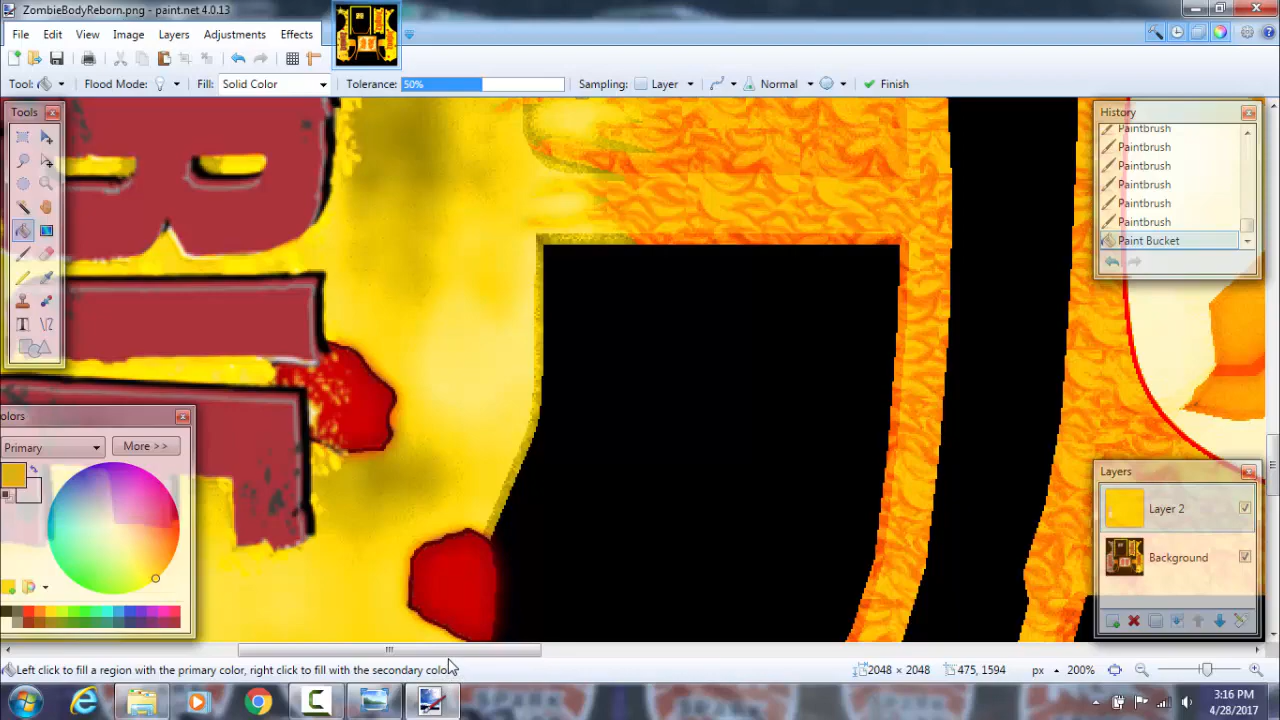 ZombieBodyReborn.png - paint.net 4.0.13
File Edit View Image Layers Adjustments Effects
Tool: Flood Mode: Fill: Solid Color Tolerance: 50% Sampling: Layer Normal Finish
Tools
History
Paintbrush
Paintbrush
Paintbrush
Paintbrush
Paintbrush
Paintbrush
Paint Bucket
olors
Primary More >>
Layers
Layer 2
Background
Left click to fill a region with the primary color, right click to fill with the secondary color.
2048 × 2048 475, 1594 px 200%
3:16 PM
4/28/2017